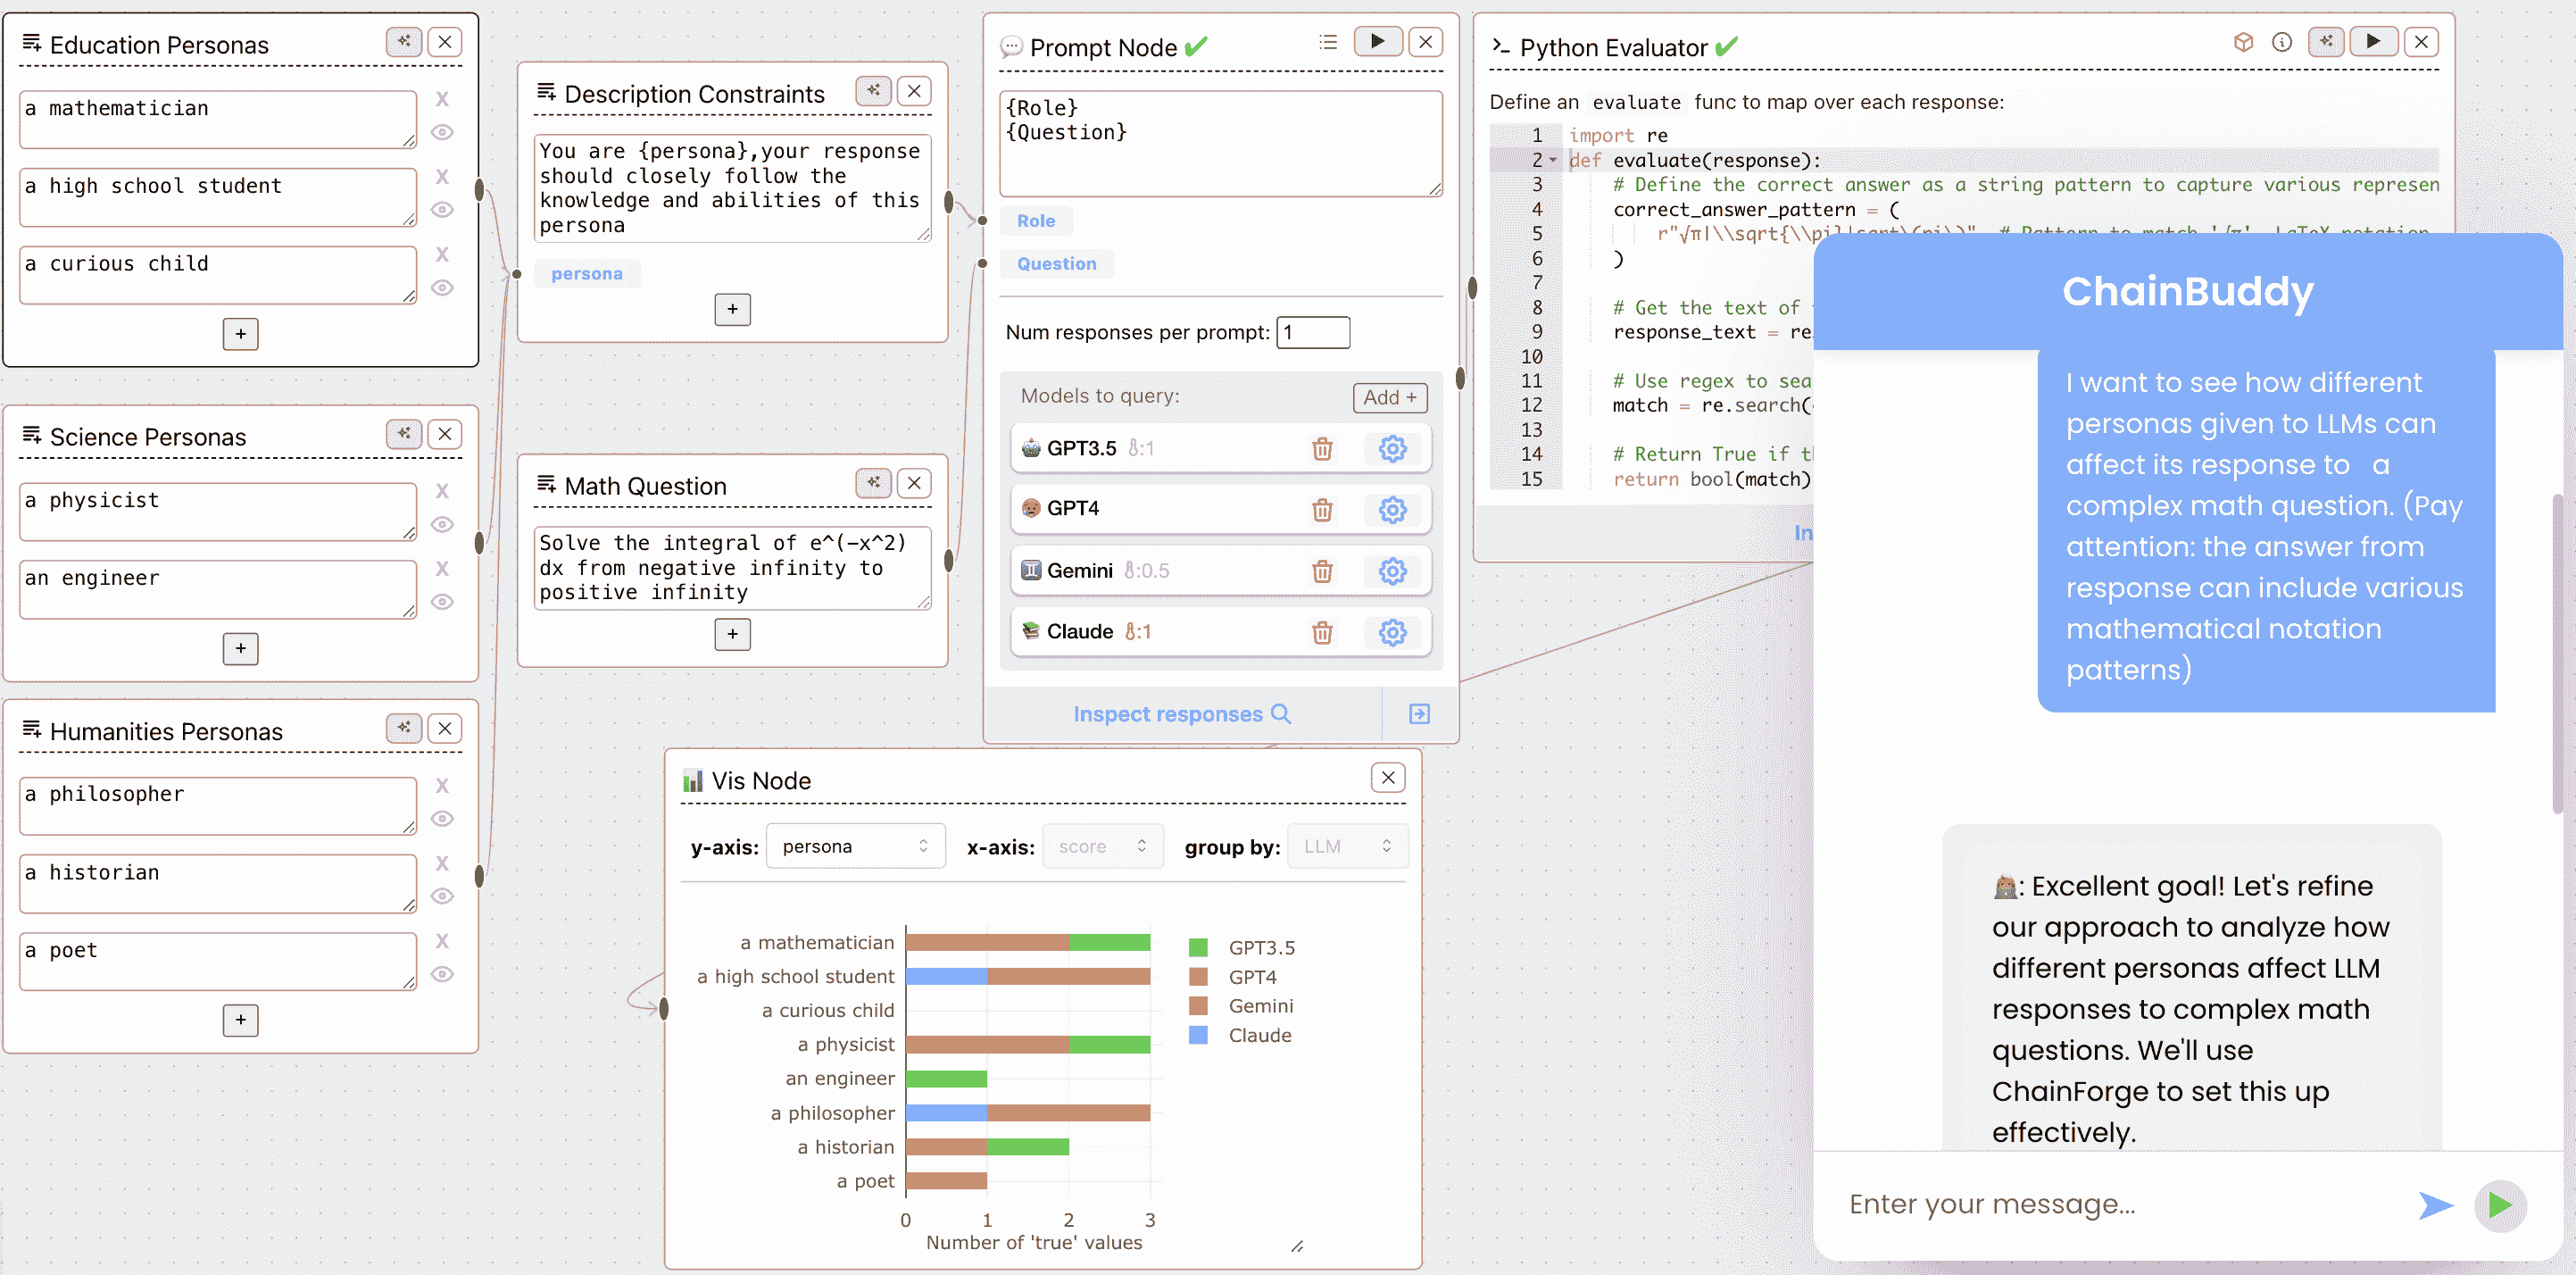 Education Personas
a mathematician
X
a high school student
X
a curious child
X
+
Science Personas
a physicist
X
an engineer
X
+
Humanities Personas
a philosopher
X
a historian
X
a poet
X
+
Description Constraints
You are {persona},your response
should closely follow the
knowledge and abilities of this
persona
persona
+
Math Question
Solve the integral of e^(−x^2)
dx from negative infinity to
positive infinity
+
Prompt Node
{Role}
{Question}
Role
Question
Num responses per prompt: 1
Models to query: Add +
GPT3.5 :1
GPT4
Gemini :0.5
Claude :1
Inspect responses
Python Evaluator
Define an evaluate func to map over each response:
1 import re
2 def evaluate(response):
3 # Define the correct answer as a string pattern to capture various represen
4 correct_answer_pattern = (
5
6 )
7
8 # Get the text of
9 response_text = re
10
11 # Use regex to sea
12 match = re.search(
13
14 # Return True if t
15 return bool(match)
In
Vis Node
y-axis: persona x-axis: score group by: LLM
a mathematician
a high school student
a curious child
a physicist
an engineer
a philosopher
a historian
a poet
0 1 2 3
Number of 'true' values
GPT3.5
GPT4
Gemini
Claude
ChainBuddy
I want to see how different
personas given to LLMs can
affect its response to a
complex math question. (Pay
attention: the answer from
response can include various
mathematical notation
patterns)
: Excellent goal! Let's refine
our approach to analyze how
different personas affect LLM
responses to complex math
questions. We'll use
ChainForge to set this up
effectively.
Enter your message...